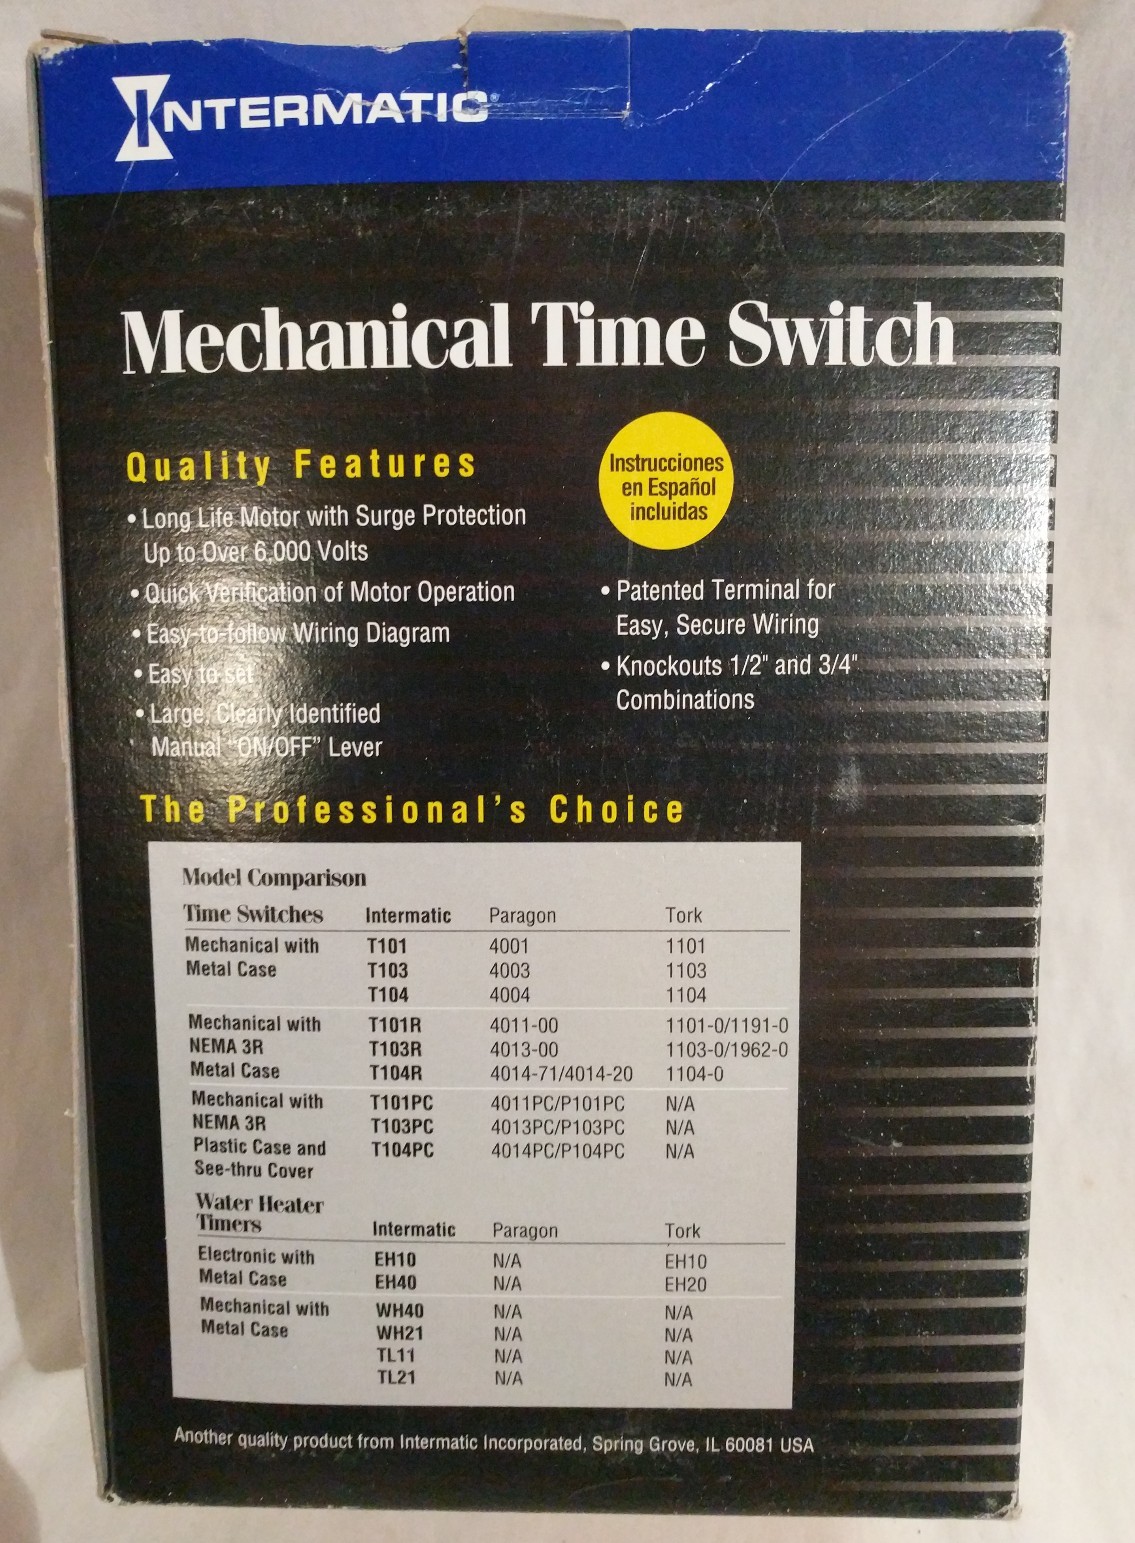 INTERMATIC®
Mechanical Time Switch
Quality Features
• Long Life Motor with Surge Protection
Up to Over 6,000 Volts
• Quick Verification of Motor Operation
• Easy-to-follow Wiring Diagram
• Easy to set
• Large, Clearly Identified
Manual "ON/OFF" Lever
Instrucciones
en Español
incluidas
• Patented Terminal for
Easy, Secure Wiring
• Knockouts 1/2" and 3/4"
Combinations
The Professional's Choice
Model Comparison
Time Switches Intermatic Paragon Tork
Mechanical with T101 4001 1101
Metal Case T103 4003 1103
T104 4004 1104
Mechanical with T101R 4011-00 1101-0/1191-0
NEMA 3R T103R 4013-00 1103-0/1962-0
Metal Case T104R 4014-71/4014-20 1104-0
Mechanical with T101PC 4011PC/P101PC N/A
NEMA 3R T103PC 4013PC/P103PC N/A
Plastic Case and T104PC 4014PC/P104PC N/A
See-thru Cover
Water Heater
Timers Intermatic Paragon Tork
Electronic with EH10 N/A EH10
Metal Case EH40 N/A EH20
Mechanical with WH40 N/A N/A
Metal Case WH21 N/A N/A
TL11 N/A N/A
TL21 N/A N/A
Another quality product from Intermatic Incorporated, Spring Grove, IL 60081 USA